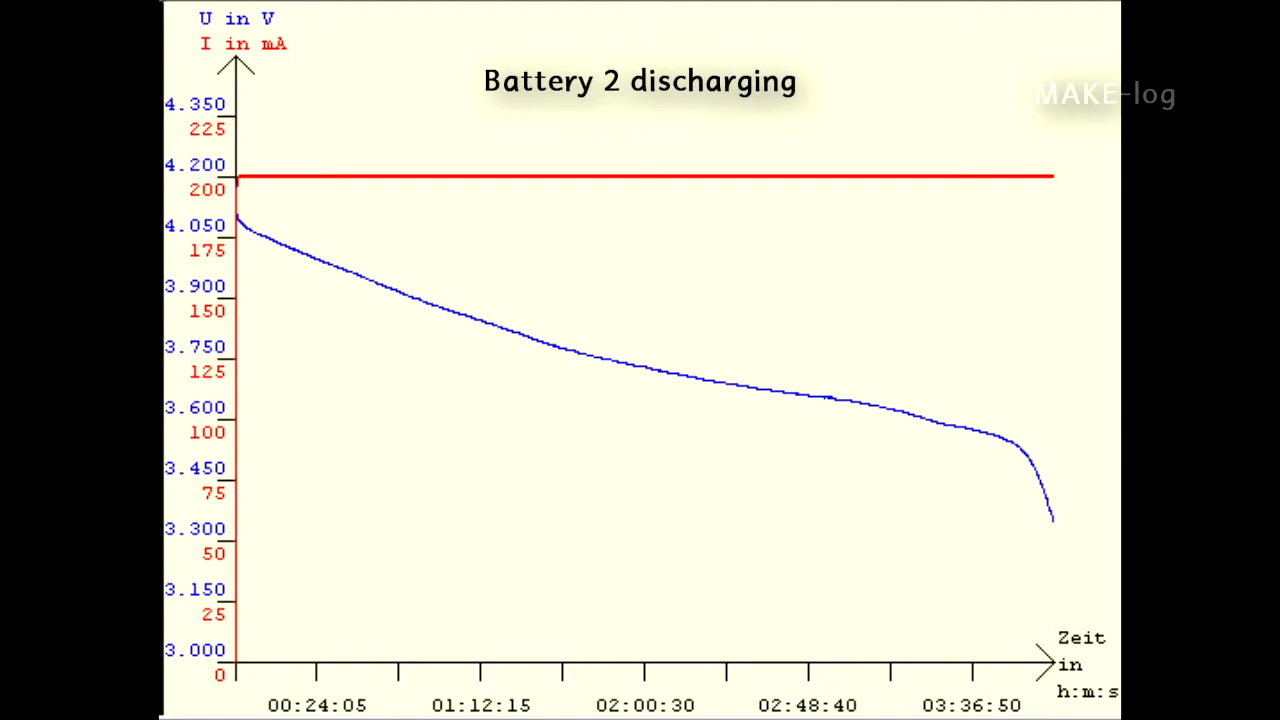 U in V
I in mA
Battery 2 discharging
MAKE-log
4.350
225
4.200
200
4.050
175
3.900
150
3.750
125
3.600
100
3.450
75
3.300
50
3.150
25
3.000
0
Zeit
in
h:m:s
00:24:05 01:12:15 02:00:30 02:48:40 03:36:50